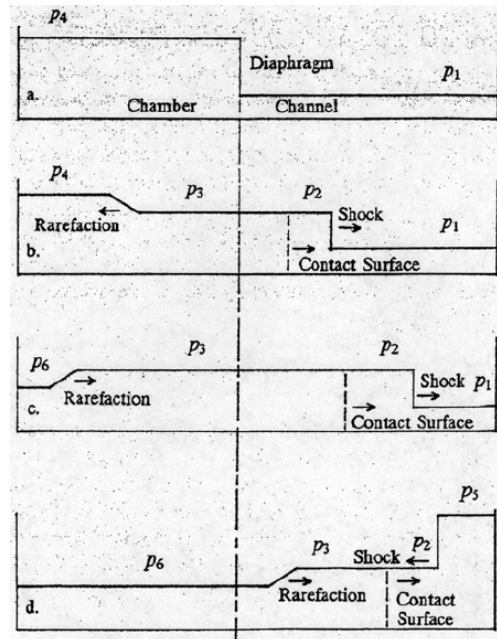 p4
Diaphragm
p1
a.
Chamber
Channel
p4
p3
p2
Shock
Rarefaction
p1
b.
Contact Surface
p6
p3
p2
Shock p1
Rarefaction
c.
Contact Surface
p5
p6
p3
p2
Shock
Rarefaction
Contact
d.
Surface